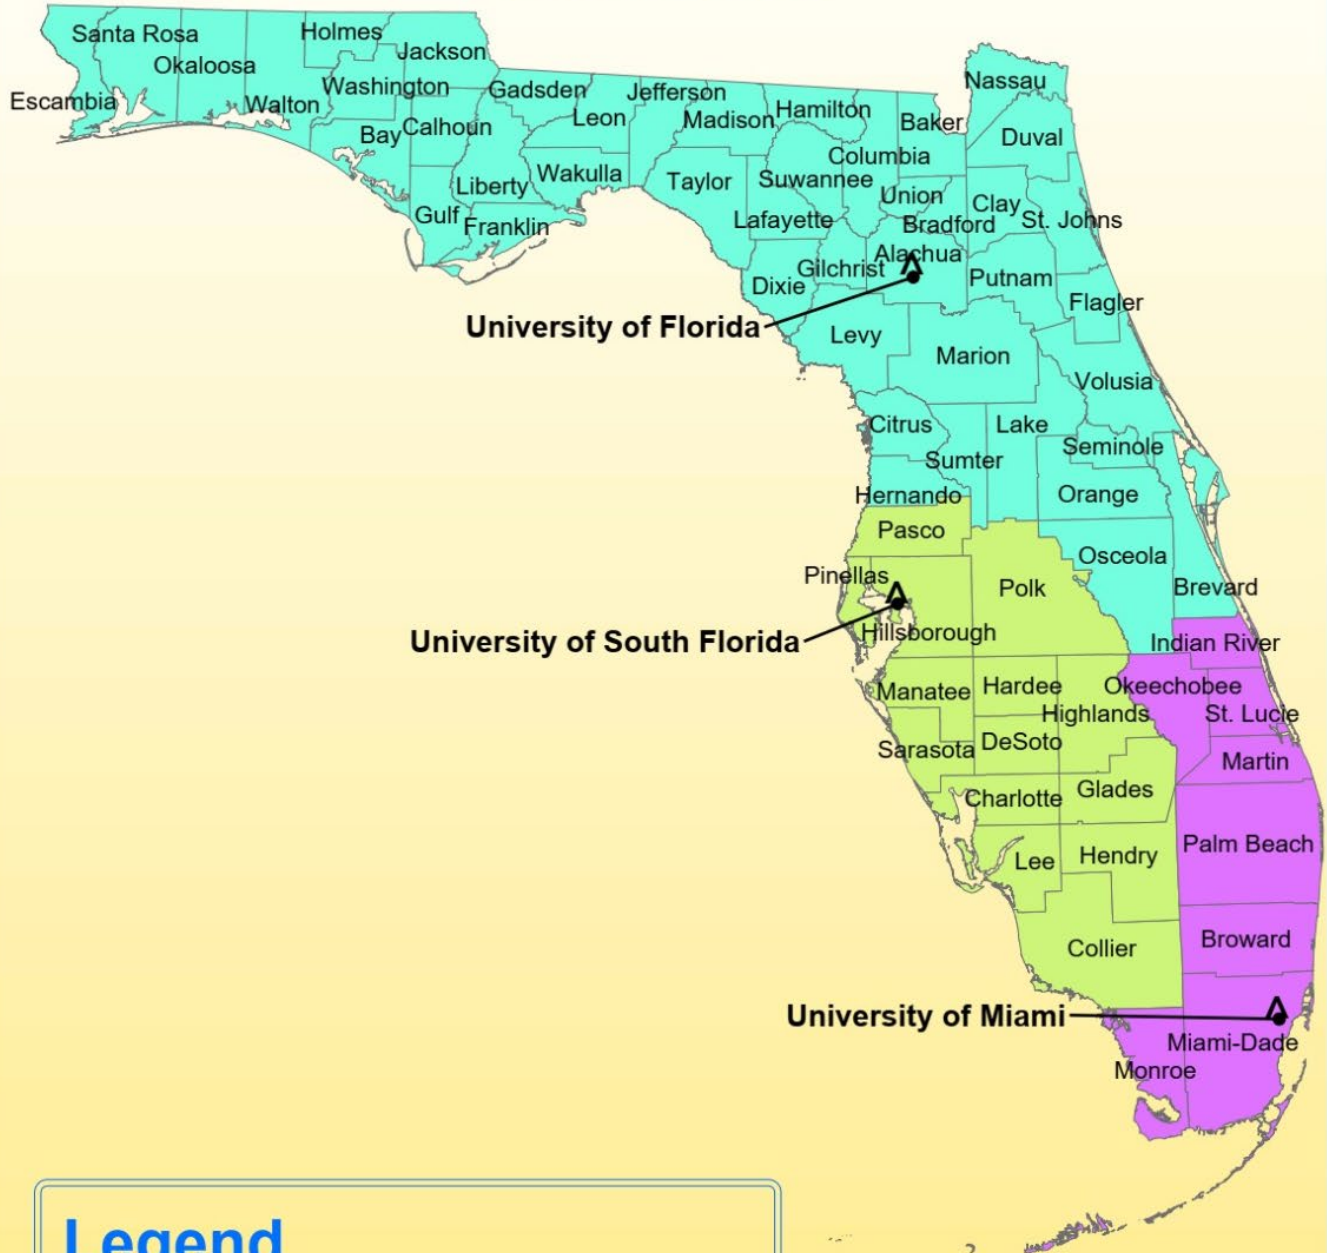 Santa Rosa
Holmes
Jackson
Okaloosa
Escambia
Walton
Washington
Bay
Calhoun
Gadsden
Leon
Jefferson
Madison
Hamilton
Baker
Nassau
Duval
Columbia
Liberty
Wakulla
Taylor
Suwannee
Union
Clay
Gulf
Franklin
Lafayette
Bradford
St. Johns
Alachua
Dixie
Gilchrist
Putnam
Flagler
University of Florida
Levy
Marion
Volusia
Citrus
Lake
Sumter
Seminole
Hernando
Orange
Pasco
Osceola
Pinellas
Polk
Brevard
University of South Florida
Hillsborough
Indian River
Manatee
Hardee
Okeechobee
Highlands
St. Lucie
Sarasota
DeSoto
Martin
Charlotte
Glades
Lee
Hendry
Palm Beach
Collier
Broward
University of Miami
Miami-Dade
Monroe
Legend